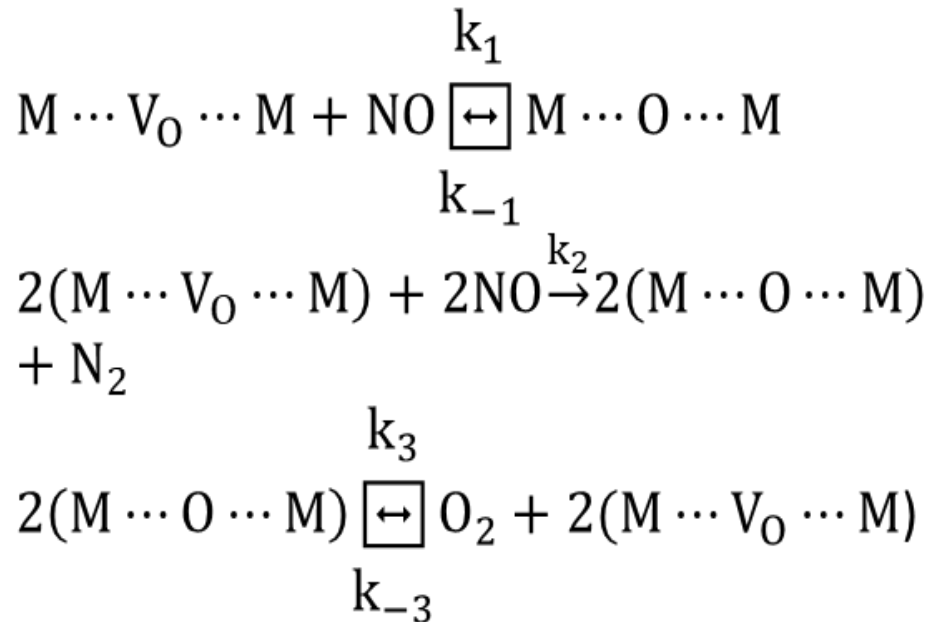 k₁
M ⋯ V_O ⋯ M + NO ↔ M ⋯ O ⋯ M
k₋₁
k₂
2(M ⋯ V_O ⋯ M) + 2NO→2(M ⋯ O ⋯ M)
+ N₂
k₃
2(M ⋯ O ⋯ M) ↔ O₂ + 2(M ⋯ V_O ⋯ M)
k₋₃